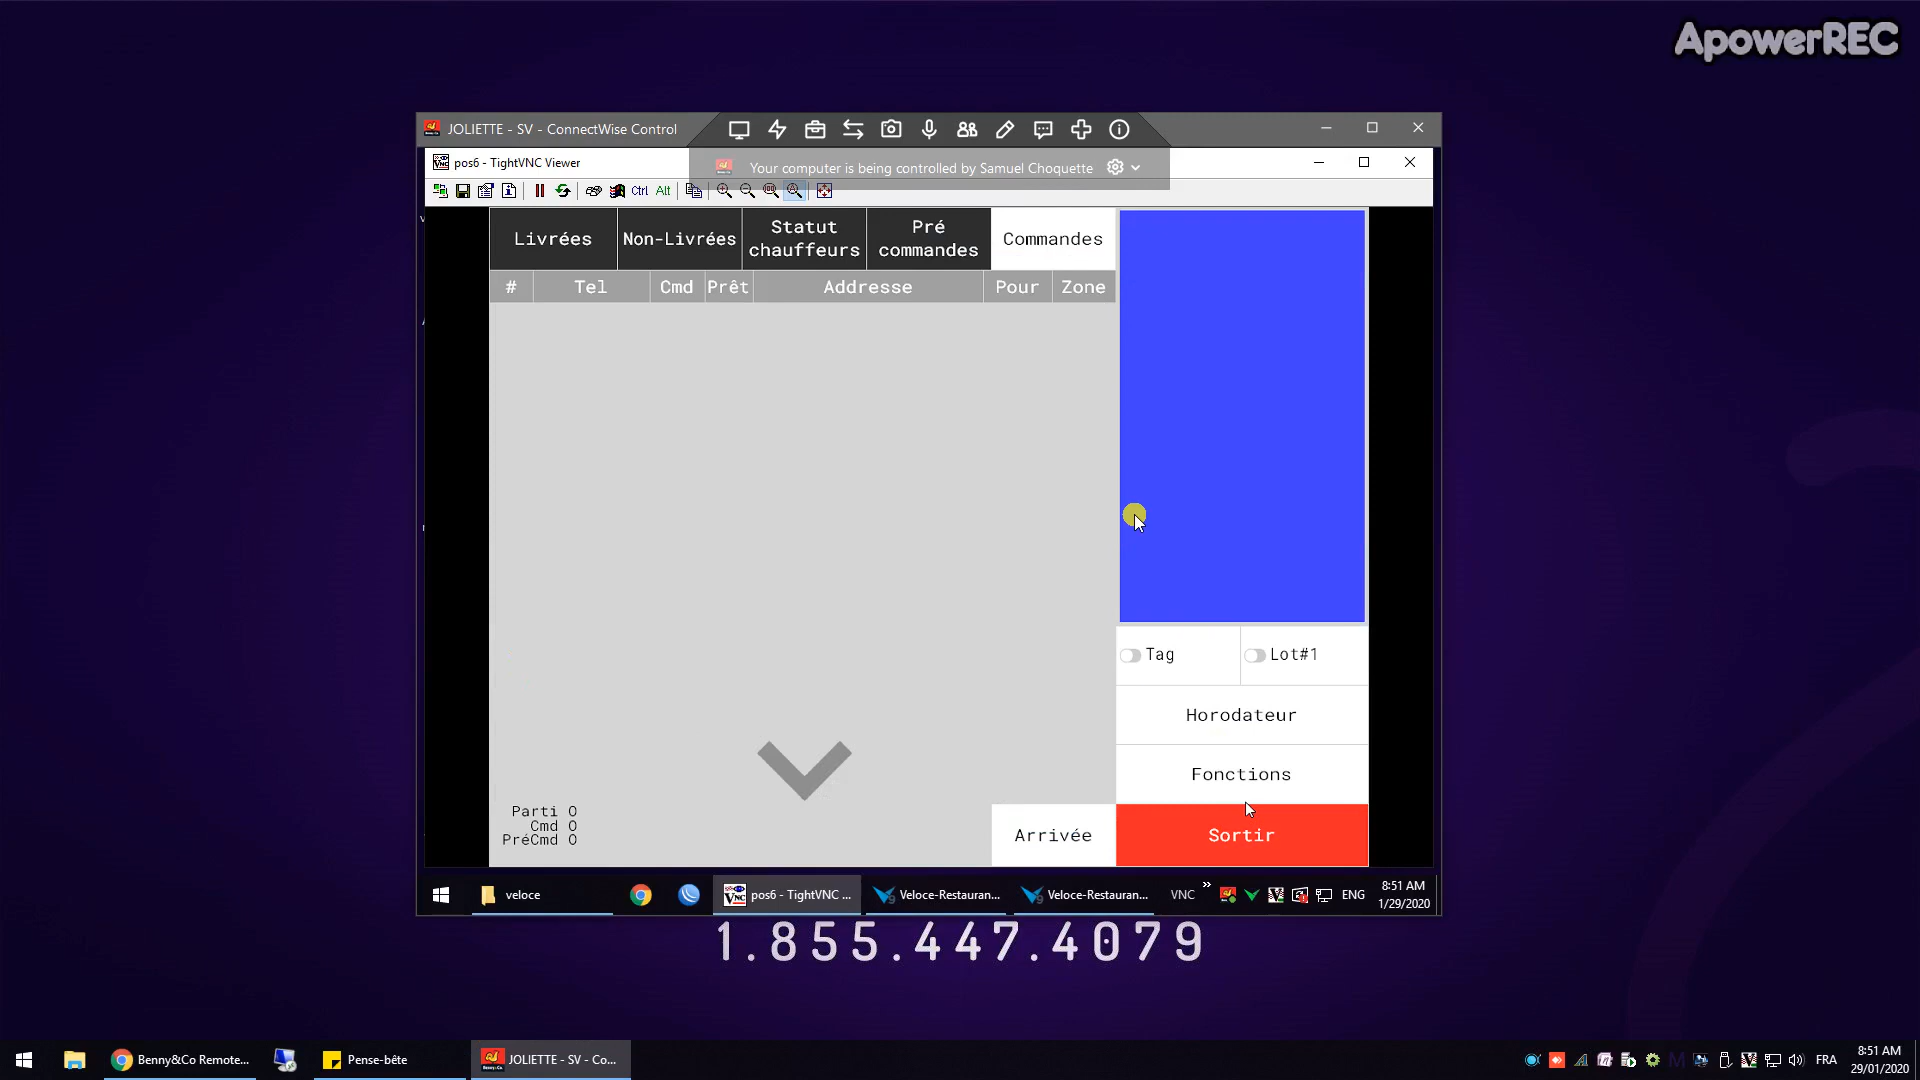 ApowerREC
JOLIETTE - SV - ConnectWise Control
pos6 - TightVNC Viewer
Your computer is being controlled by Samuel Choquette
Ctrl Alt
Livrées
Non-Livrées
Statut
chauffeurs
Pré
commandes
Commandes
# Tel Cmd Prêt Addresse Pour Zone
Tag
Lot#1
Horodateur
Fonctions
Parti 0
Cmd 0
PréCmd 0
Arrivée
Sortir
veloce
pos6 - TightVNC ...
Veloce-Restauran...
Veloce-Restauran...
VNC
ENG
8:51 AM
1/29/2020
1.855.447.4079
Benny&Co Remote...
Pense-bête
JOLIETTE - SV - Co...
FRA
8:51 AM
29/01/2020